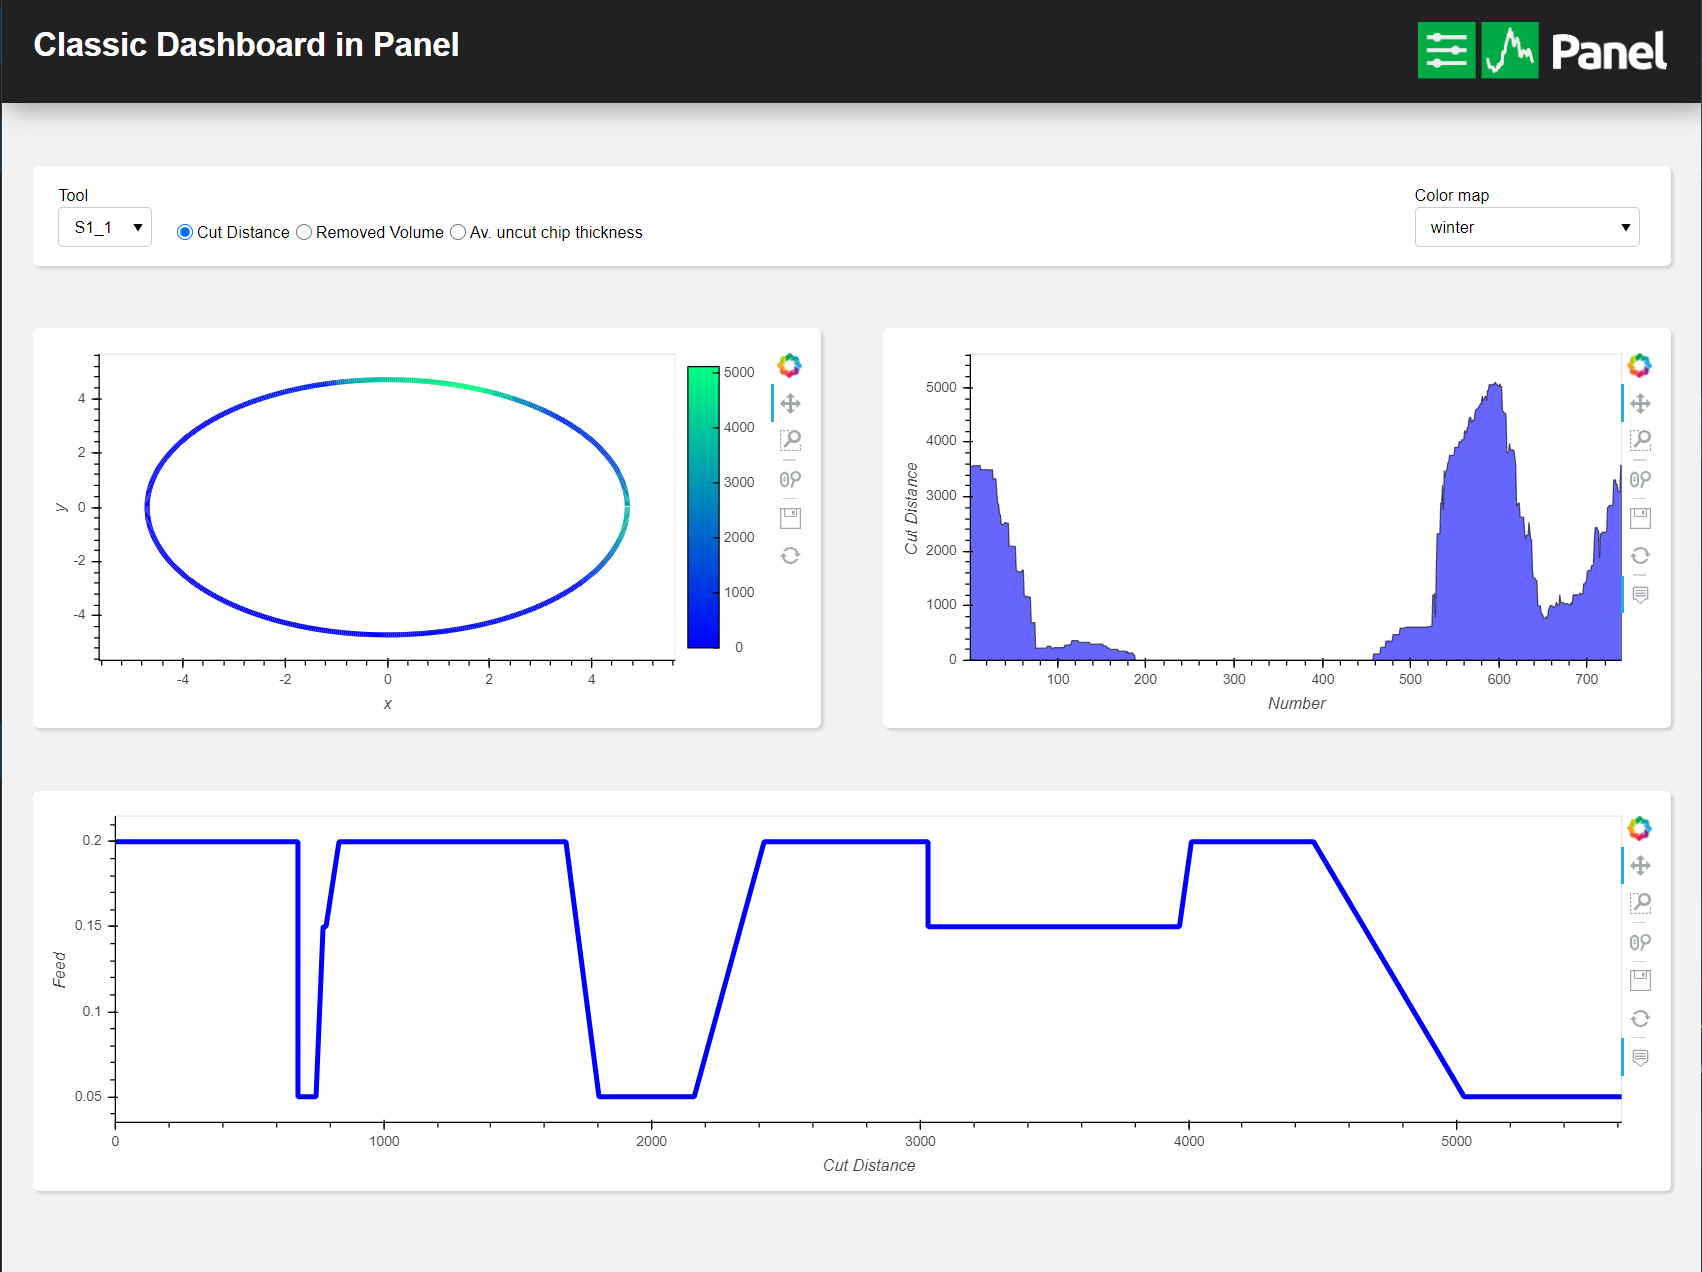 Classic Dashboard in Panel
Panel
Tool
S1_1
Cut Distance
Removed Volume
Av. uncut chip thickness
Color map
winter
4
2
0
-2
-4
y
-4
-2
0
2
4
x
5000
4000
3000
2000
1000
0
5000
4000
3000
2000
1000
0
Cut Distance
100
200
300
400
500
600
700
Number
0.2
0.15
0.1
0.05
Feed
0
1000
2000
3000
4000
5000
Cut Distance